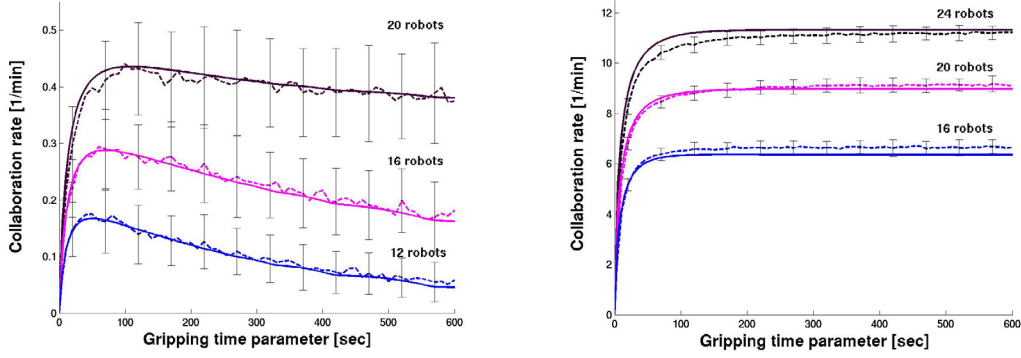 0.5
0.4
0.3
0.2
0.1
0
0 100 200 300 400 500 600
Collaboration rate [1/min]
Gripping time parameter [sec]
20 robots
16 robots
12 robots
12
10
8
6
4
2
0
0 100 200 300 400 500 600
Collaboration rate [1/min]
Gripping time parameter [sec]
24 robots
20 robots
16 robots